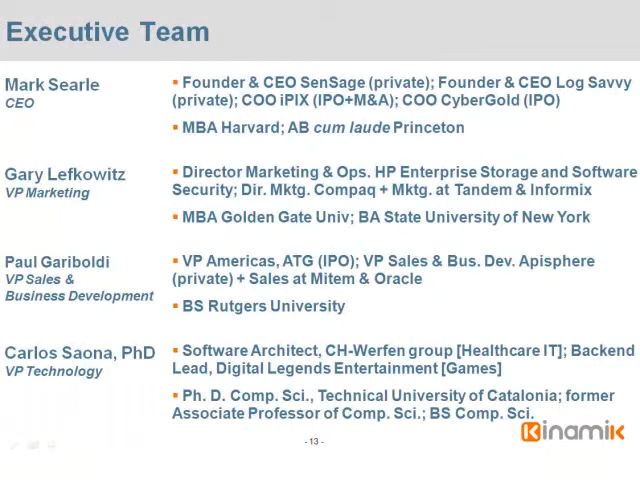 Executive Team
Mark Searle
CEO
▪ Founder & CEO SenSage (private); Founder & CEO Log Savvy
(private); COO iPIX (IPO+M&A); COO CyberGold (IPO)
▪ MBA Harvard; AB cum laude Princeton
Gary Lefkowitz
VP Marketing
▪ Director Marketing & Ops. HP Enterprise Storage and Software
Security; Dir. Mktg. Compaq + Mktg. at Tandem & Informix
▪ MBA Golden Gate Univ; BA State University of New York
Paul Gariboldi
VP Sales &
Business Development
▪ VP Americas, ATG (IPO); VP Sales & Bus. Dev. Apisphere
(private) + Sales at Mitem & Oracle
▪ BS Rutgers University
Carlos Saona, PhD
VP Technology
▪ Software Architect, CH-Werfen group [Healthcare IT]; Backend
Lead, Digital Legends Entertainment [Games]
▪ Ph. D. Comp. Sci., Technical University of Catalonia; former
Associate Professor of Comp. Sci.; BS Comp. Sci.
kinamik
- 13 -